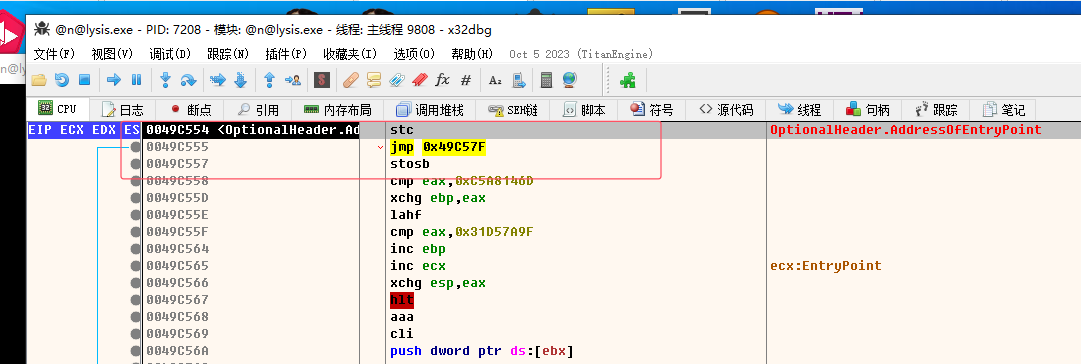 @n@lysis.exe - PID: 7208 - 模块: @n@lysis.exe - 线程: 主线程 9808 - x32dbg
文件(F) 视图(V) 调试(D) 跟踪(N) 插件(P) 收藏夹(I) 选项(O) 帮助(H) Oct 5 2023 (TitanEngine)
CPU 日志 断点 引用 内存布局 调用堆栈 SEH链 脚本 符号 源代码 线程 句柄 跟踪 笔记
EIP ECX EDX ES 0049C554 <OptionalHeader.Ad stc OptionalHeader.AddressOfEntryPoint
0049C555 jmp 0x49C57F
0049C557 stosb
0049C558 cmp eax,0xC5A8146D
0049C55D xchg ebp,eax
0049C55E lahf
0049C55F cmp eax,0x31D57A9F
0049C564 inc ebp
0049C565 inc ecx ecx:EntryPoint
0049C566 xchg esp,eax
0049C567 hlt
0049C568 aaa
0049C569 cli
0049C56A push dword ptr ds:[ebx]